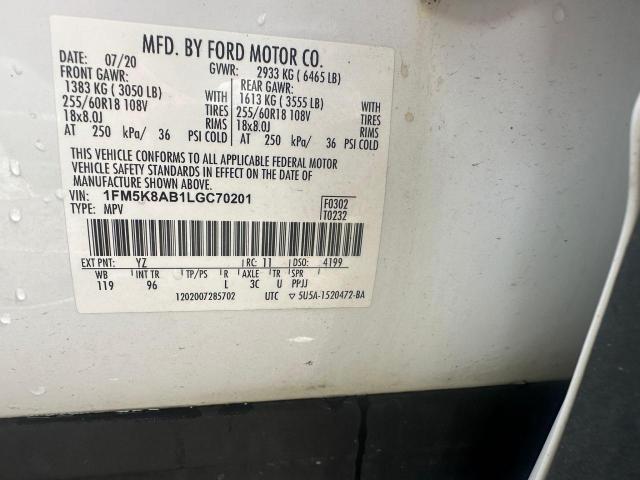 MFD. BY FORD MOTOR CO.
DATE: 07/20 GVWR: 2933 KG ( 6465 LB)
FRONT GAWR: REAR GAWR:
1383 KG ( 3050 LB) WITH 1613 KG ( 3555 LB) WITH
255/60R18 108V TIRES 255/60R18 108V TIRES
18x8.0J RIMS 18x8.0J RIMS
AT 250 kPa/ 36 PSI COLD AT 250 kPa/ 36 PSI COLD
THIS VEHICLE CONFORMS TO ALL APPLICABLE FEDERAL MOTOR
VEHICLE SAFETY STANDARDS IN EFFECT ON THE DATE OF
MANUFACTURE SHOWN ABOVE.
VIN: 1FM5K8AB1LGC70201 F0302
TYPE: MPV T0232
EXT PNT: YZ RC: 11 DSO: 4199
WB INT TR TP/PS R AXLE TR SPR
119 96 L 3C U PPJJ
1202007285702 UTC ▽ 5U5A-1520472-BA